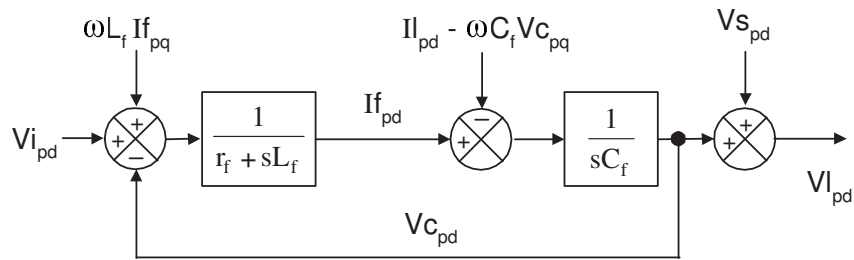 ωL_f If_pq
Il_pd - ωC_f Vc_pq
Vs_pd
Vi_pd
+
+
−
1
r_f + sL_f
If_pd
−
+
1
sC_f
+
+
Vl_pd
Vc_pd